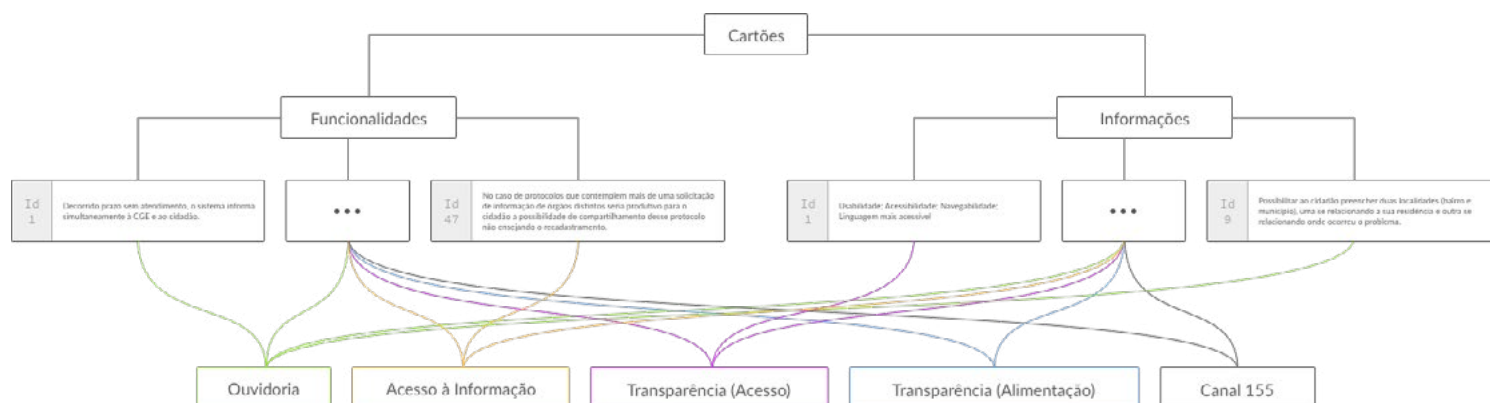 Cartões
Funcionalidades
Informações
Id
1
Decorrido prazo sem atendimento, o sistema informa
simultaneamente à CGE e ao cidadão.
•••
Id
47
No caso de protocolos que contemplem mais de uma solicitação
de informação de órgãos distintos seria produtivo para o
cidadão a possibilidade de compartilhamento desse protocolo
não ensejando o recadastramento.
Id
1
Usabilidade; Acessibilidade; Navegabilidade;
Linguagem mais acessível
•••
Id
9
Possibilitar ao cidadão preencher duas localidades (bairro e
município), uma se relacionando a sua residência e outra se
relacionando onde ocorreu o problema.
Ouvidoria
Acesso à Informação
Transparência (Acesso)
Transparência (Alimentação)
Canal 155